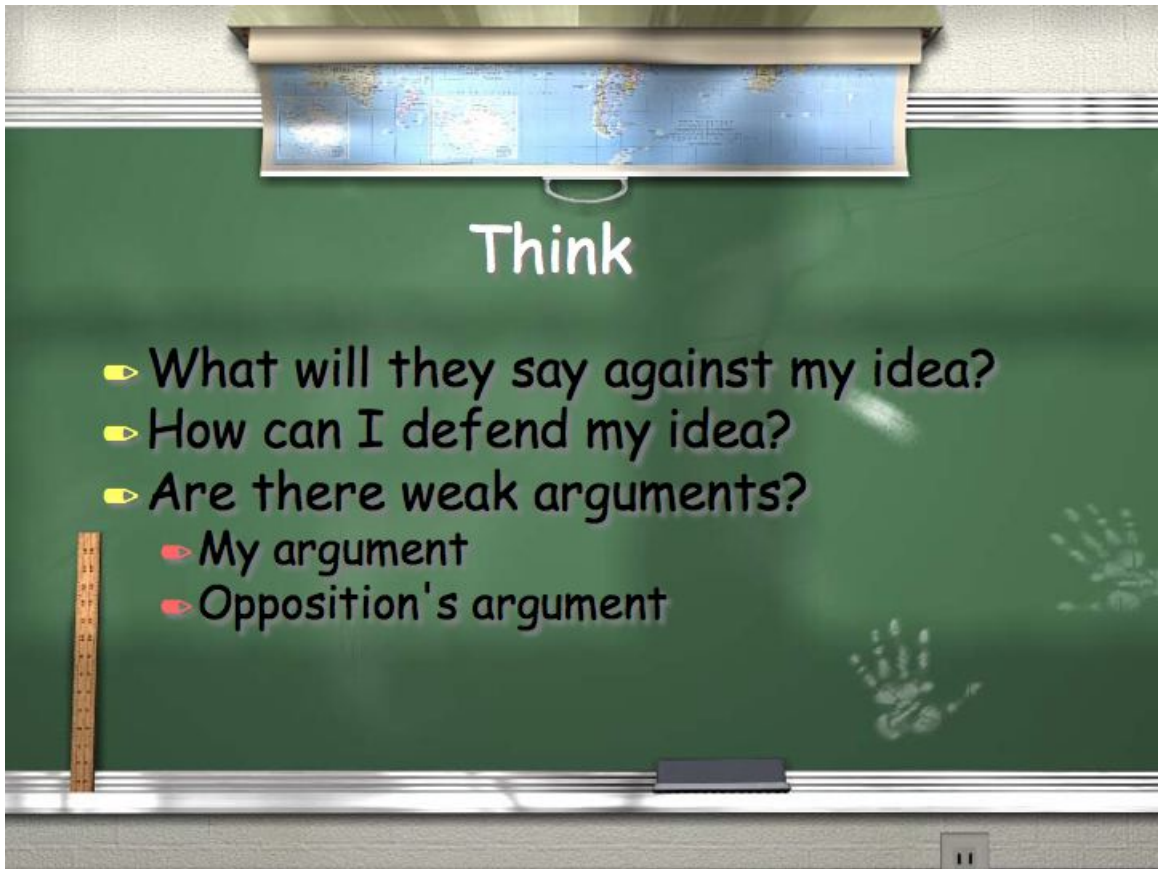 Think
What will they say against my idea?
How can I defend my idea?
Are there weak arguments?
My argument
Opposition's argument